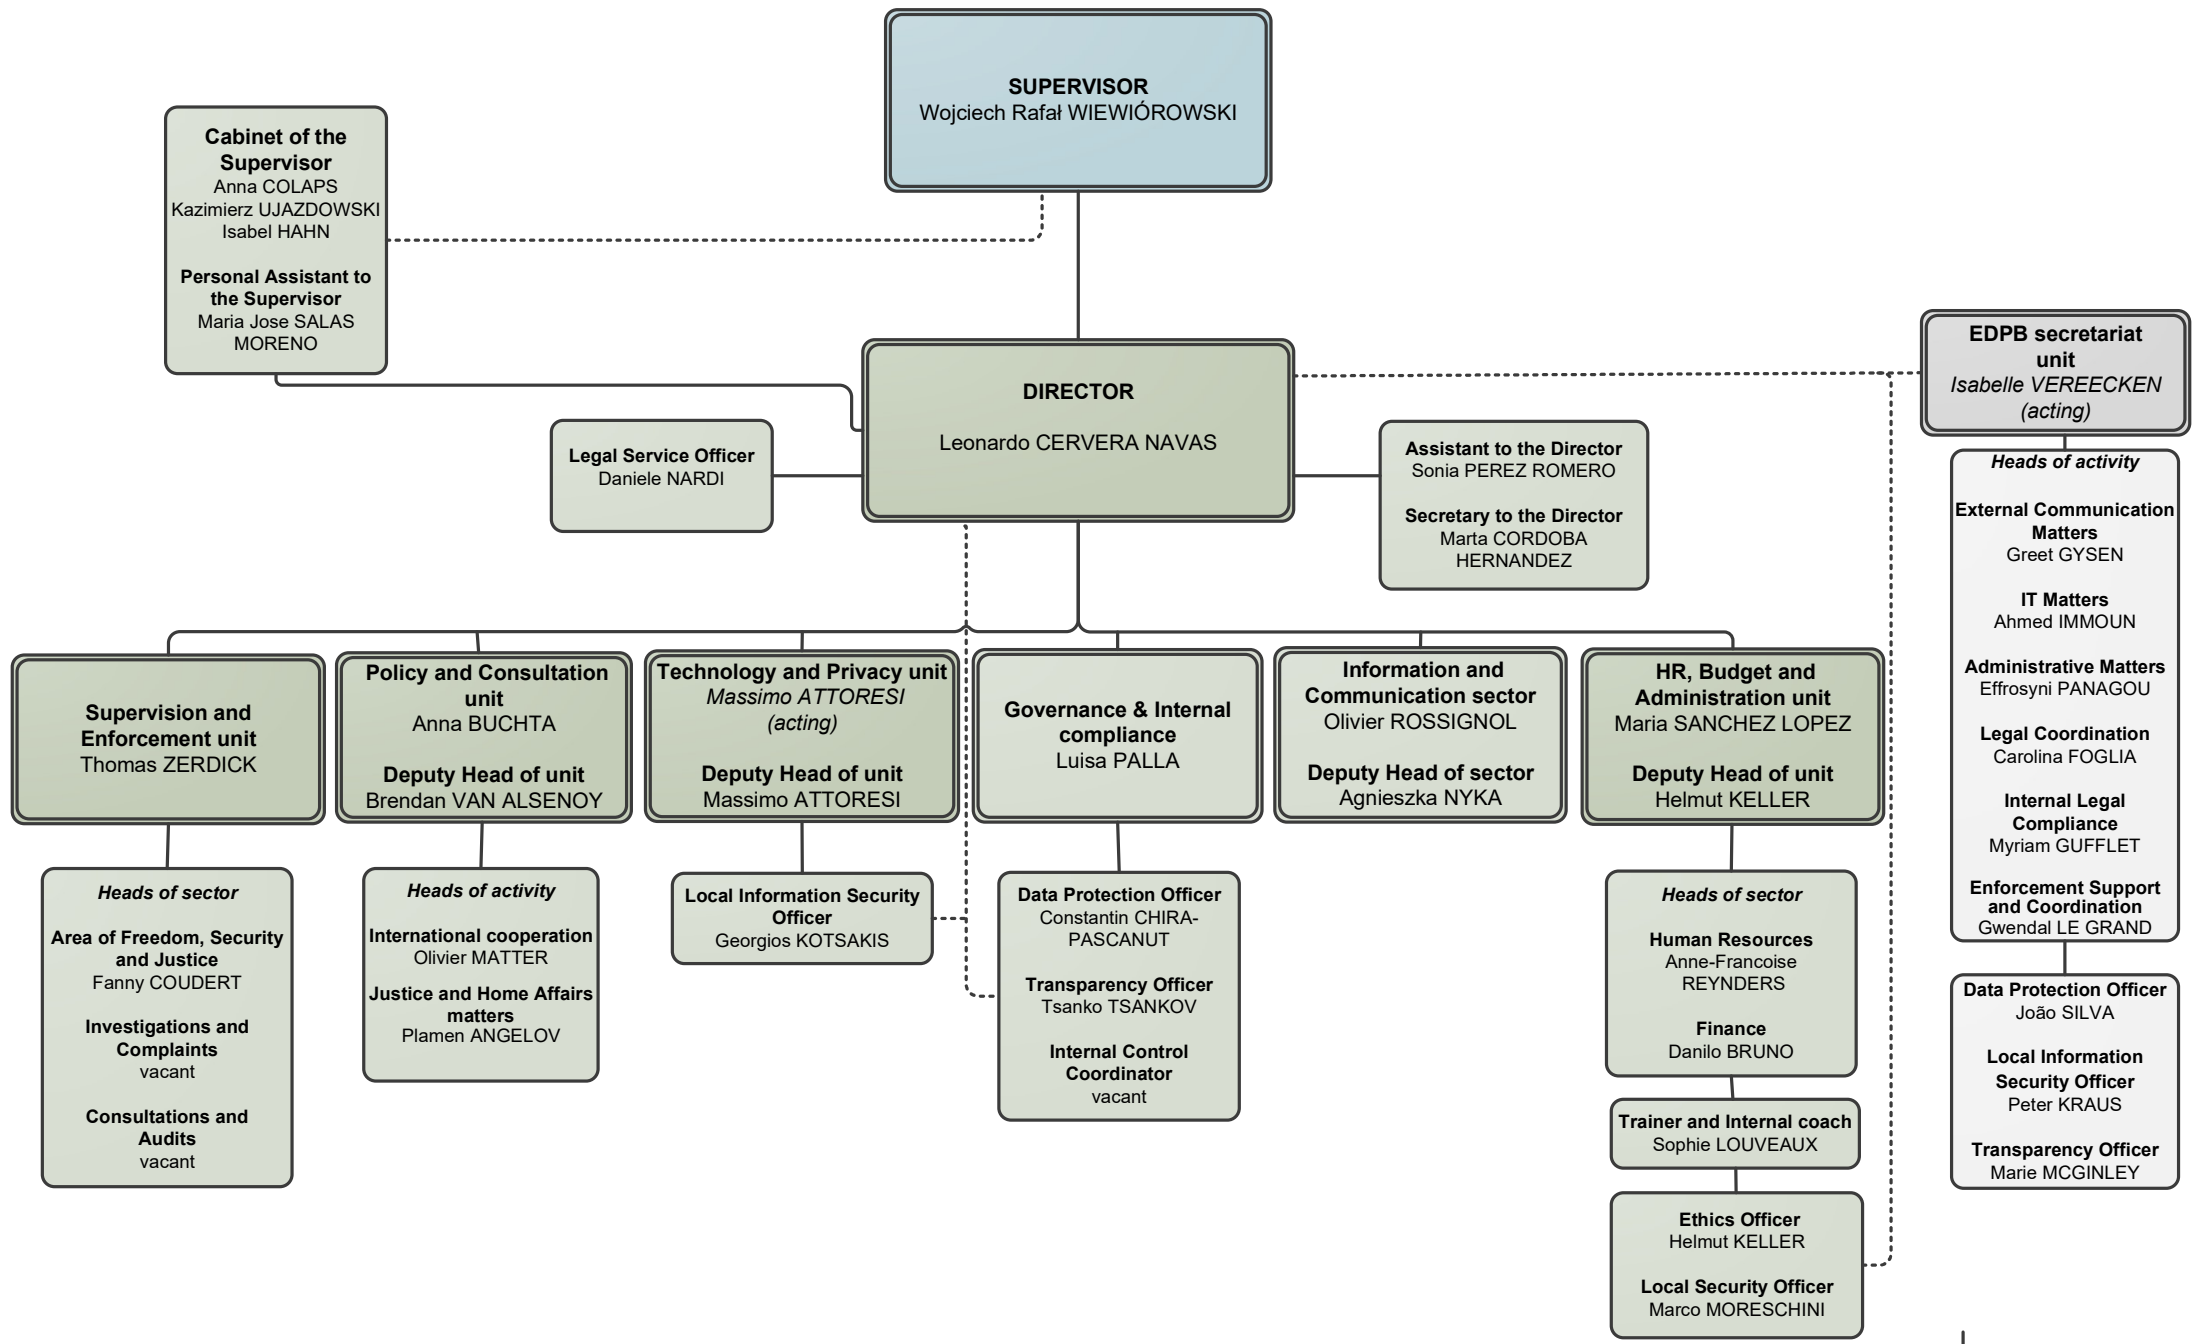 SUPERVISOR
Wojciech Rafał WIEWIÓROWSKI
Cabinet of the
Supervisor
Anna COLAPS
Kazimierz UJAZDOWSKI
Isabel HAHN
Personal Assistant to
the Supervisor
Maria Jose SALAS
MORENO
DIRECTOR
Leonardo CERVERA NAVAS
Legal Service Officer
Daniele NARDI
Assistant to the Director
Sonia PEREZ ROMERO
Secretary to the Director
Marta CORDOBA
HERNANDEZ
EDPB secretariat
unit
Isabelle VEREECKEN
(acting)
Heads of activity
External Communication
Matters
Greet GYSEN
IT Matters
Ahmed IMMOUN
Administrative Matters
Effrosyni PANAGOU
Legal Coordination
Carolina FOGLIA
Internal Legal
Compliance
Myriam GUFFLET
Enforcement Support
and Coordination
Gwendal LE GRAND
Data Protection Officer
João SILVA
Local Information
Security Officer
Peter KRAUS
Transparency Officer
Marie MCGINLEY
Supervision and
Enforcement unit
Thomas ZERDICK
Heads of sector
Area of Freedom, Security
and Justice
Fanny COUDERT
Investigations and
Complaints
vacant
Consultations and
Audits
vacant
Policy and Consultation
unit
Anna BUCHTA
Deputy Head of unit
Brendan VAN ALSENOY
Heads of activity
International cooperation
Olivier MATTER
Justice and Home Affairs
matters
Plamen ANGELOV
Technology and Privacy unit
Massimo ATTORESI
(acting)
Deputy Head of unit
Massimo ATTORESI
Local Information Security
Officer
Georgios KOTSAKIS
Governance & Internal
compliance
Luisa PALLA
Data Protection Officer
Constantin CHIRA-
PASCANUT
Transparency Officer
Tsanko TSANKOV
Internal Control
Coordinator
vacant
Information and
Communication sector
Olivier ROSSIGNOL
Deputy Head of sector
Agnieszka NYKA
HR, Budget and
Administration unit
Maria SANCHEZ LOPEZ
Deputy Head of unit
Helmut KELLER
Heads of sector
Human Resources
Anne-Francoise
REYNDERS
Finance
Danilo BRUNO
Trainer and Internal coach
Sophie LOUVEAUX
Ethics Officer
Helmut KELLER
Local Security Officer
Marco MORESCHINI